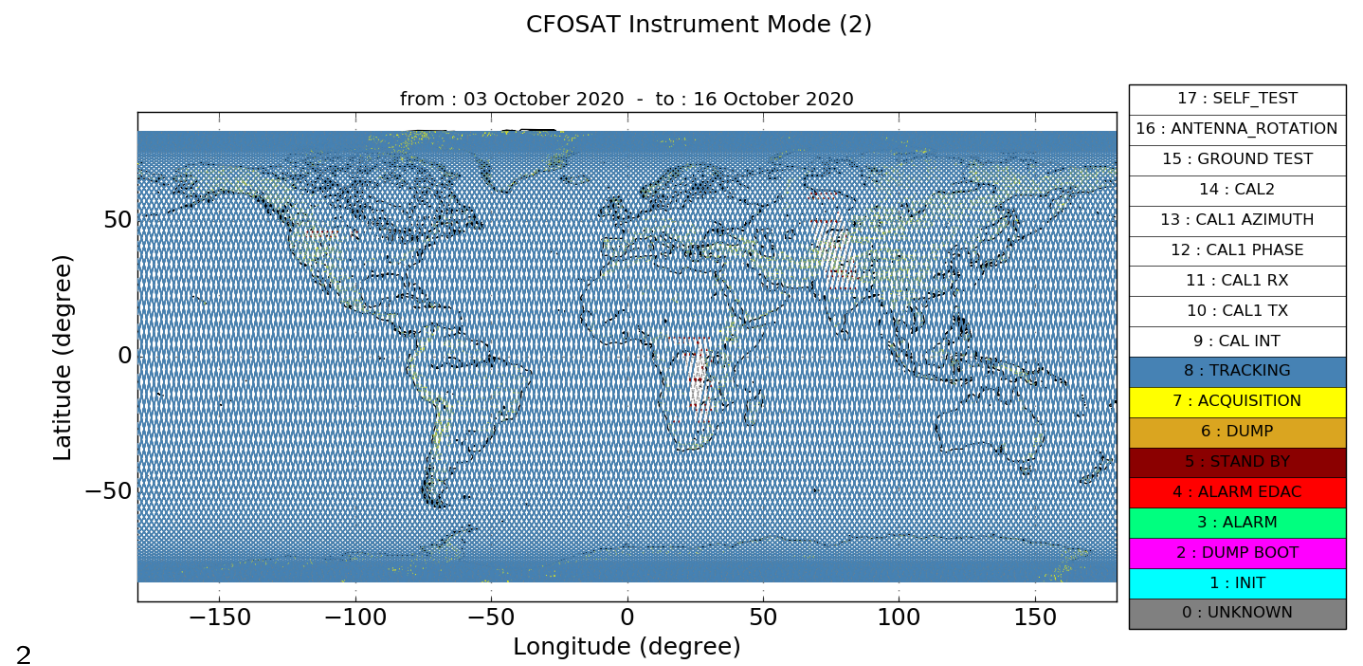 CFOSAT Instrument Mode (2)
from : 03 October 2020  -  to : 16 October 2020
17 : SELF_TEST
16 : ANTENNA_ROTATION
15 : GROUND TEST
14 : CAL2
13 : CAL1 AZIMUTH
12 : CAL1 PHASE
11 : CAL1 RX
10 : CAL1 TX
9 : CAL INT
8 : TRACKING
7 : ACQUISITION
6 : DUMP
5 : STAND BY
4 : ALARM EDAC
3 : ALARM
2 : DUMP BOOT
1 : INIT
0 : UNKNOWN
Latitude (degree)
50
0
−50
−150 −100 −50 0 50 100 150
Longitude (degree)
2